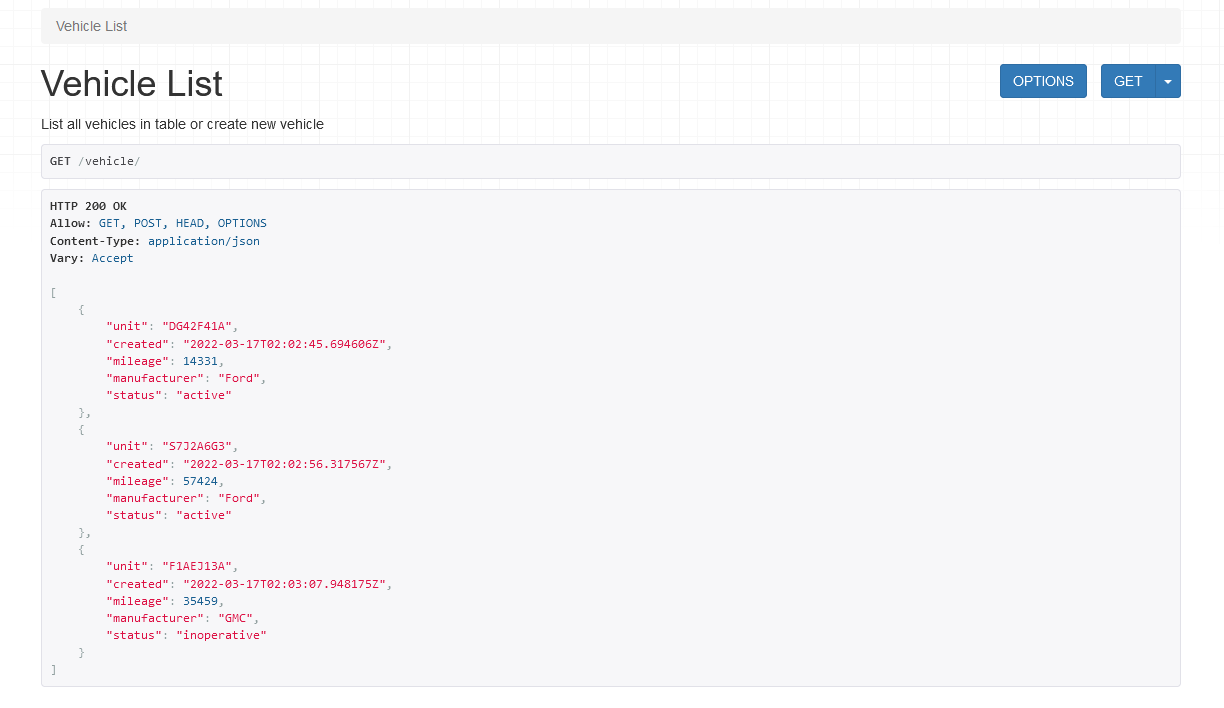 Vehicle List
Vehicle List
OPTIONS
GET
List all vehicles in table or create new vehicle
GET /vehicle/
HTTP 200 OK
Allow: GET, POST, HEAD, OPTIONS
Content-Type: application/json
Vary: Accept
[
    {
        "unit": "DG42F41A",
        "created": "2022-03-17T02:02:45.694606Z",
        "mileage": 14331,
        "manufacturer": "Ford",
        "status": "active"
    },
    {
        "unit": "S7J2A6G3",
        "created": "2022-03-17T02:02:56.317567Z",
        "mileage": 57424,
        "manufacturer": "Ford",
        "status": "active"
    },
    {
        "unit": "F1AEJ13A",
        "created": "2022-03-17T02:03:07.948175Z",
        "mileage": 35459,
        "manufacturer": "GMC",
        "status": "inoperative"
    }
]